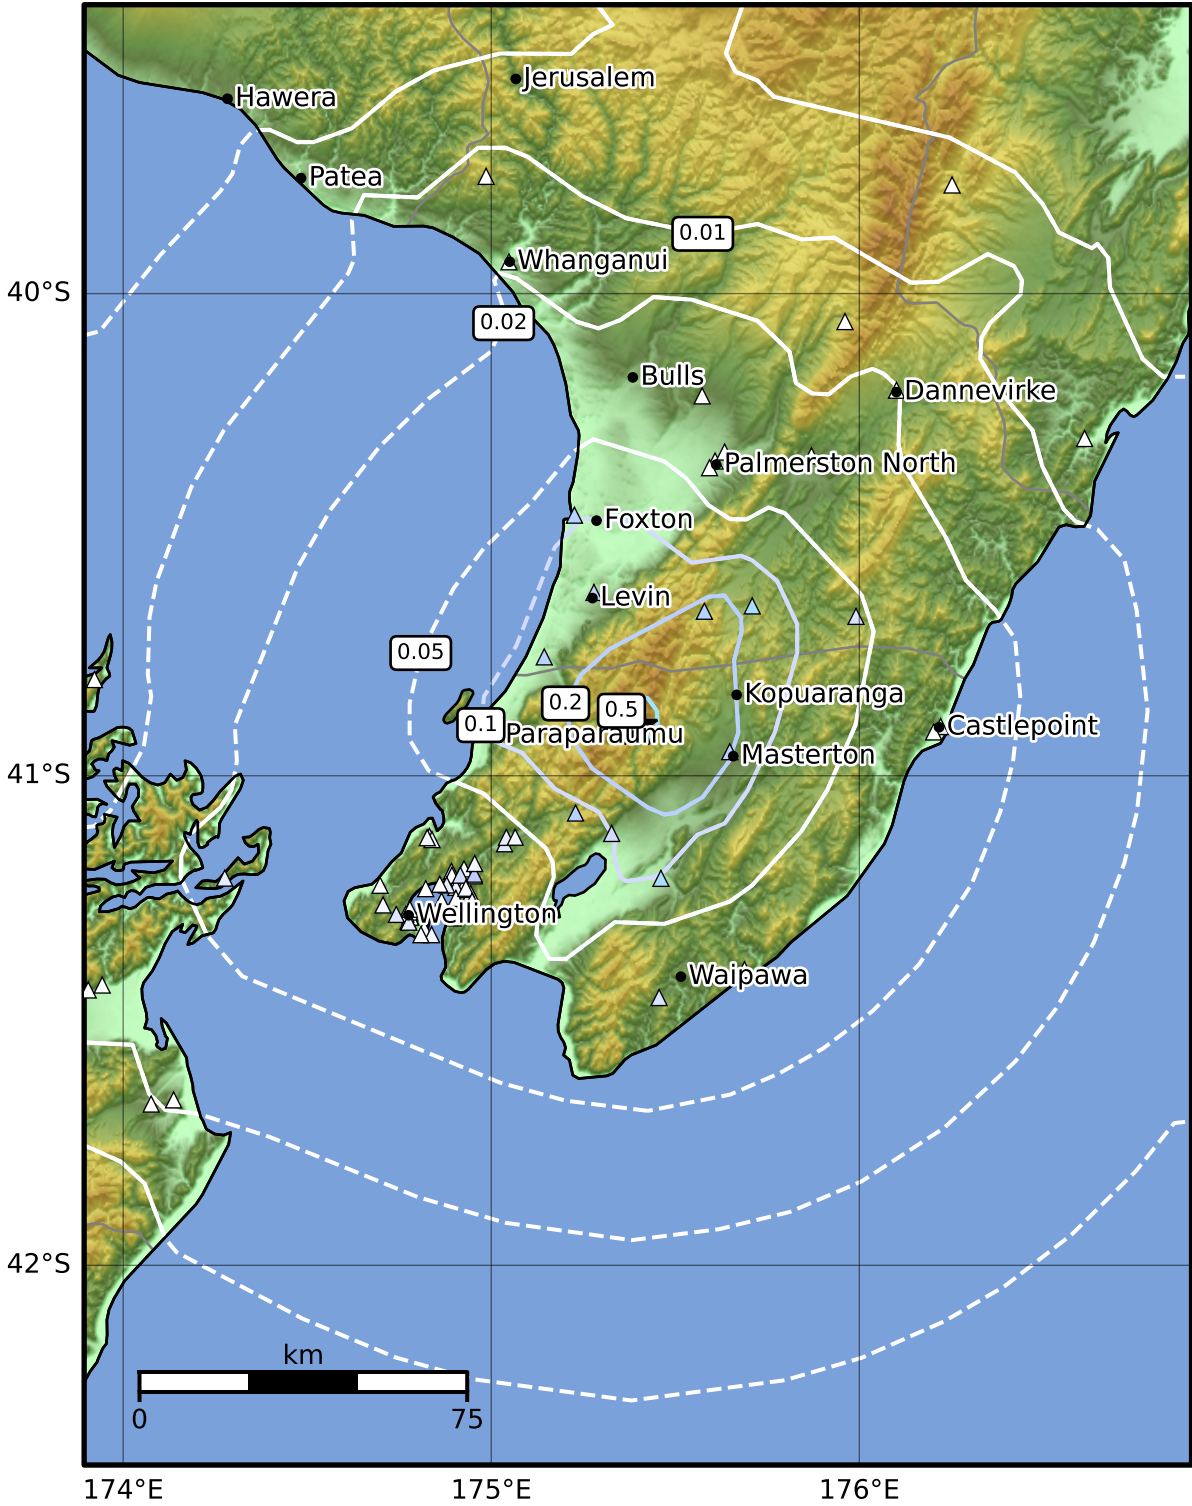 Jerusalem
Hawera
Patea
0.01
Whanganui
40°S
0.02
Bulls
Dannevirke
Palmerston North
Foxton
Levin
0.05
Kopuaranga
0.2
0.5
0.1
Paraparaumu
Castlepoint
Masterton
41°S
Wellington
Waipawa
42°S
km
0
75
174°E
175°E
176°E